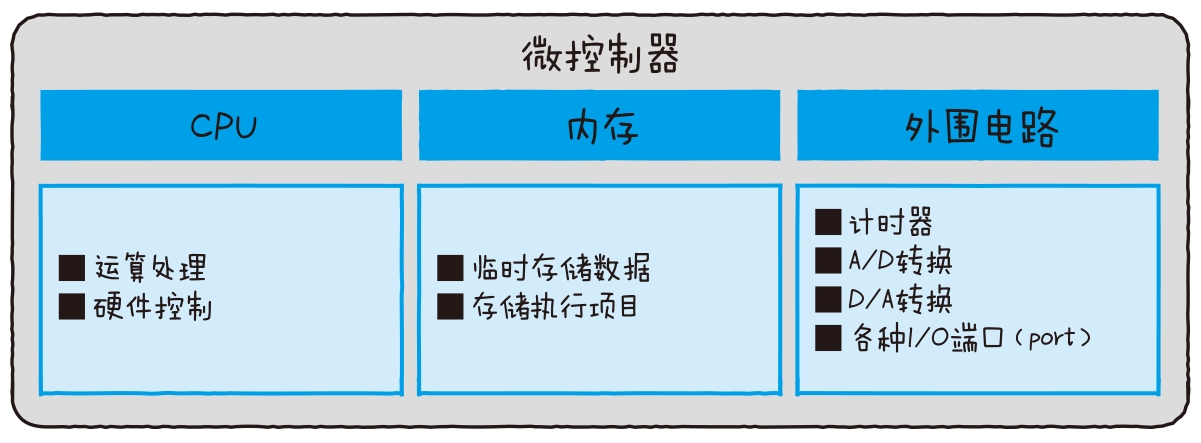 微控制器
CPU
内存
外围电路
■运算处理
■硬件控制
■临时存储数据
■存储执行项目
■计时器
■A/D转换
■D/A转换
■各种I/O端口(port)